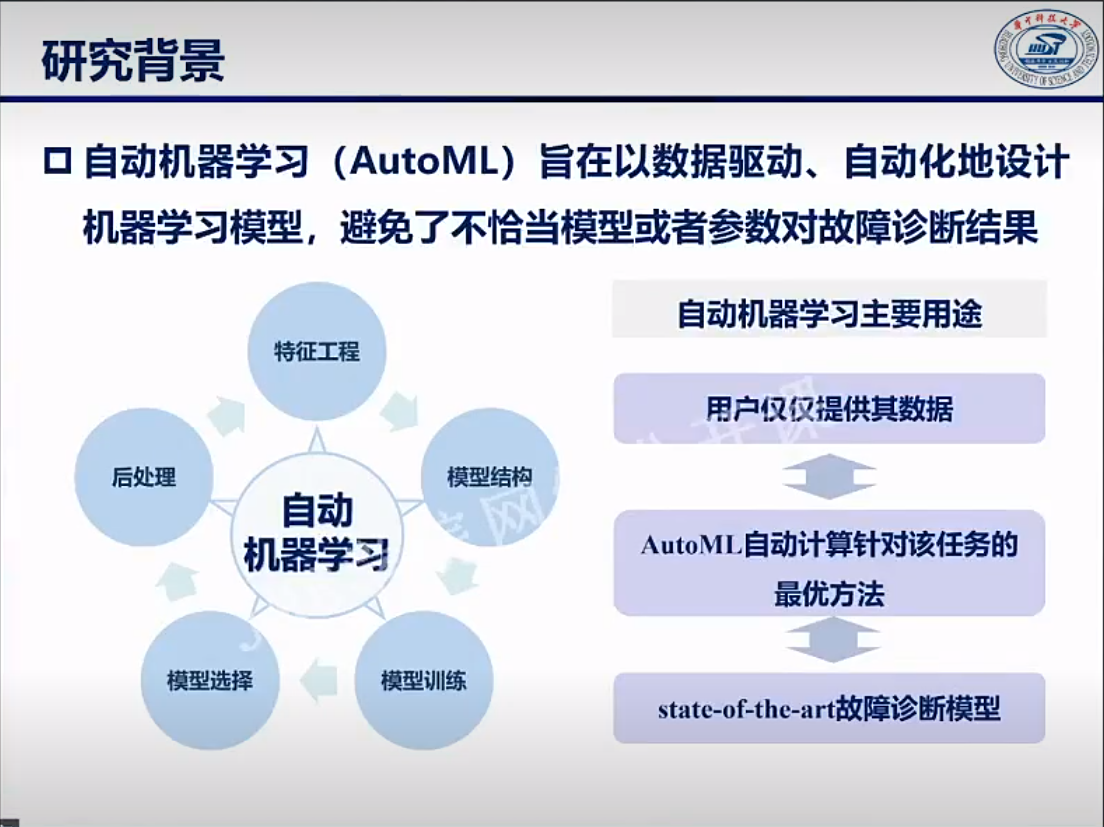 研究背景
华中科技大学
自动机器学习（AutoML）旨在以数据驱动、自动化地设计
机器学习模型，避免了不恰当模型或者参数对故障诊断结果
特征工程
模型结构
模型训练
模型选择
后处理
自动
机器学习
自动机器学习主要用途
用户仅仅提供其数据
AutoML自动计算针对该任务的
最优方法
state-of-the-art故障诊断模型